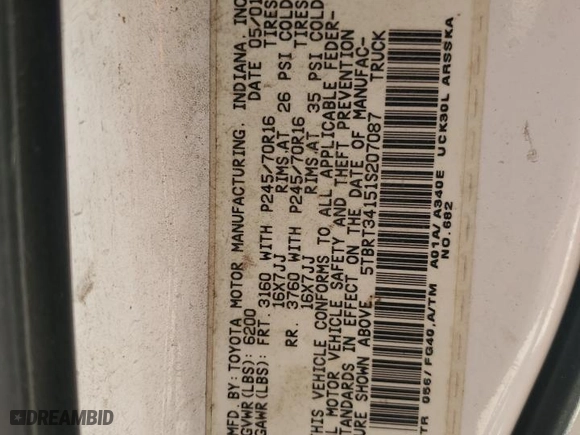 MFD BY: TOYOTA MOTOR MANUFACTURING, INDIANA, INC.
GVWR(LBS): 6200 DATE 05/01
GAWR(LBS): FRT. 3160 WITH P245/70R16 TIRES
16X7JJ RIMS.AT 26 PSI COLD
RR. 3760 WITH P245/70R16 TIRES
16X7JJ RIMS.AT 35 PSI COLD
THIS VEHICLE CONFORMS TO ALL APPLICABLE FEDER-
AL MOTOR VEHICLE SAFETY AND THEFT PREVENTION
STANDARDS IN EFFECT ON THE DATE OF MANUFAC-
TURE SHOWN ABOVE.
5TBRT34151S207087 TRUCK
TR 056/FG40,A/TM A01A/A340E UCK30L ARSSKA
NO.682
DREAMBID